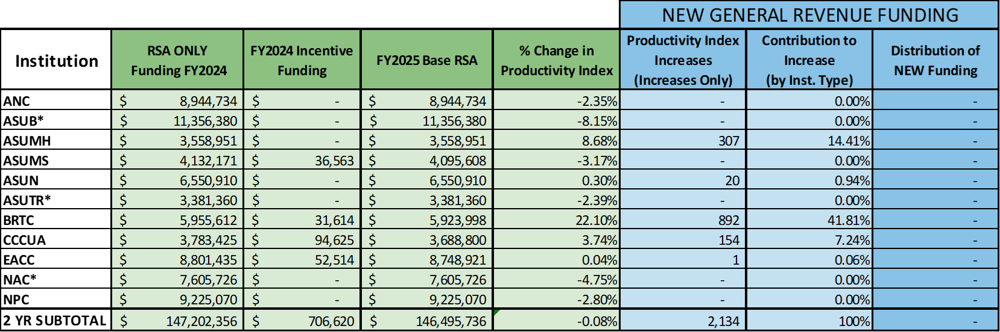 NEW GENERAL REVENUE FUNDING
Institution
RSA ONLY
Funding FY2024
FY2024 Incentive
Funding
FY2025 Base RSA
% Change in
Productivity Index
Productivity Index
Increases
(Increases Only)
Contribution to
Increase
(by Inst. Type)
Distribution of
NEW Funding
ANC $ 8,944,734 $ - $ 8,944,734 -2.35% - 0.00% -
ASUB* $ 11,356,380 $ - $ 11,356,380 -8.15% - 0.00% -
ASUMH $ 3,558,951 $ - $ 3,558,951 8.68% 307 14.41% -
ASUMS $ 4,132,171 $ 36,563 $ 4,095,608 -3.17% - 0.00% -
ASUN $ 6,550,910 $ - $ 6,550,910 0.30% 20 0.94% -
ASUTR* $ 3,381,360 $ - $ 3,381,360 -2.39% - 0.00% -
BRTC $ 5,955,612 $ 31,614 $ 5,923,998 22.10% 892 41.81% -
CCCUA $ 3,783,425 $ 94,625 $ 3,688,800 3.74% 154 7.24% -
EACC $ 8,801,435 $ 52,514 $ 8,748,921 0.04% 1 0.06% -
NAC* $ 7,605,726 $ - $ 7,605,726 -4.75% - 0.00% -
NPC $ 9,225,070 $ - $ 9,225,070 -2.80% - 0.00% -
2 YR SUBTOTAL $ 147,202,356 $ 706,620 $ 146,495,736 -0.08% 2,134 100% -